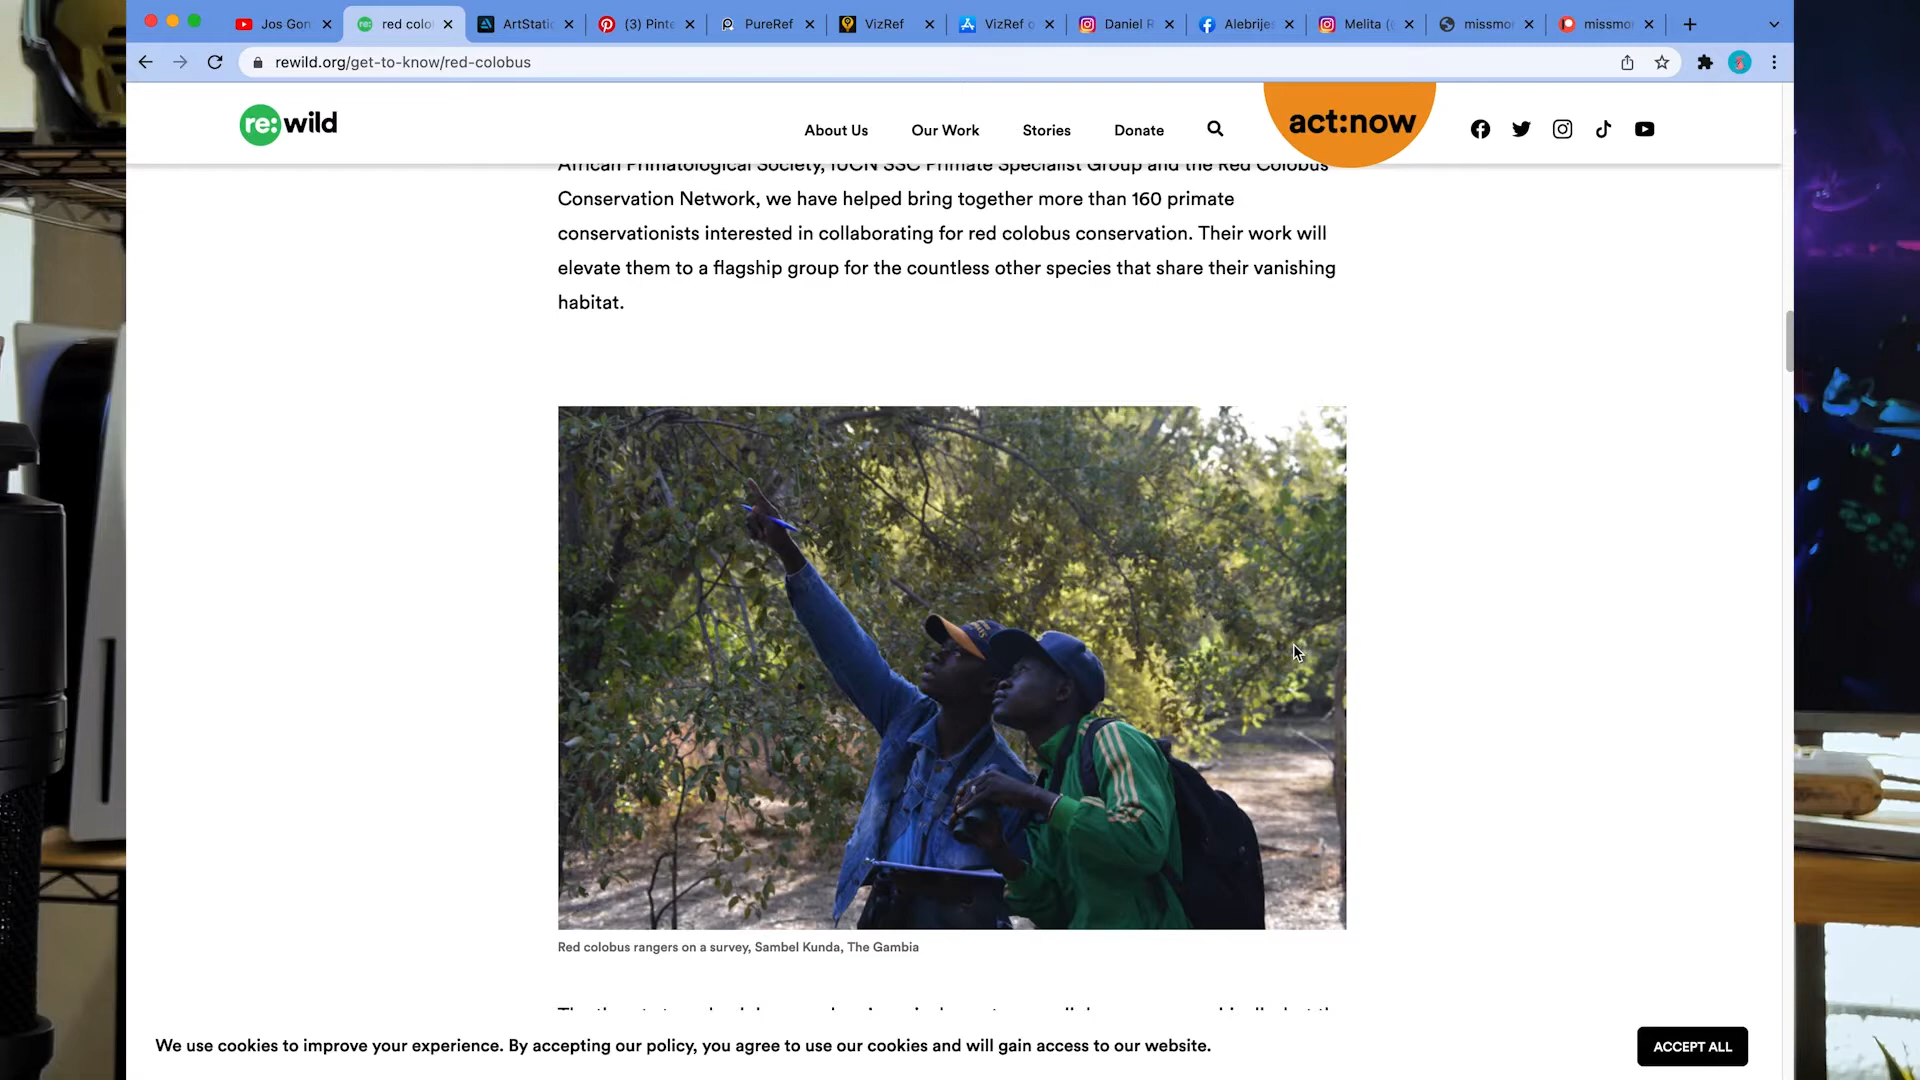 Jos Gon
red colo
ArtStatio
(3) Pinte
PureRef
VizRef
VizRef o
Daniel R
Alebrijes
Melita (
missmo
missmo
rewild.org/get-to-know/red-colobus
re:wild
About Us
Our Work
Stories
Donate
act:now
African Primatological Society, IUCN SSC Primate Specialist Group and the Red Colobus
Conservation Network, we have helped bring together more than 160 primate
conservationists interested in collaborating for red colobus conservation. Their work will
elevate them to a flagship group for the countless other species that share their vanishing
habitat.
Red colobus rangers on a survey, Sambel Kunda, The Gambia
We use cookies to improve your experience. By accepting our policy, you agree to use our cookies and will gain access to our website.
ACCEPT ALL